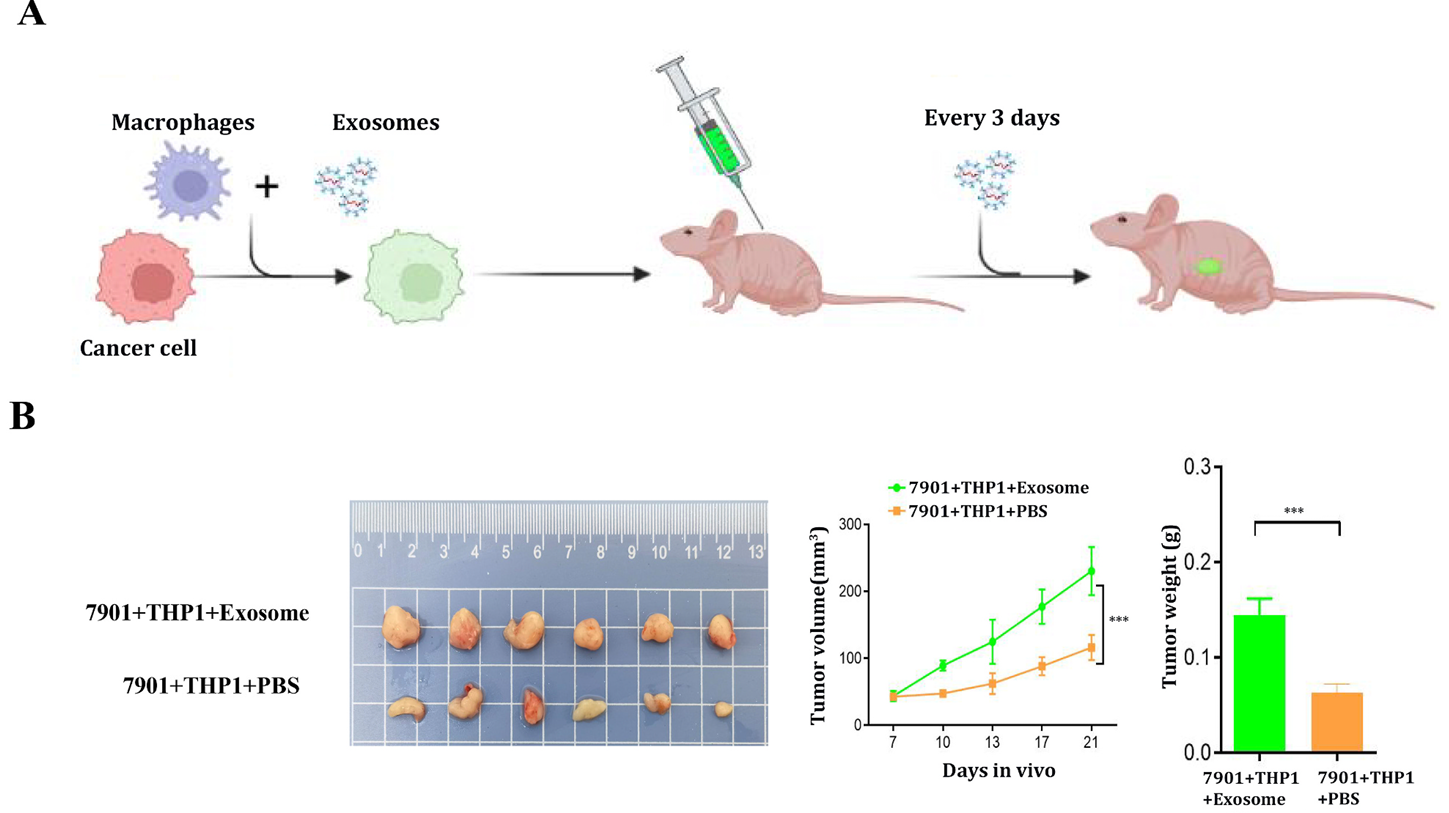 A
Macrophages
Exosomes
Every 3 days
+
Cancer cell
B
7901+THP1+Exosome
7901+THP1+PBS
0 1 2 3 4 5 6 7 8 9 10 11 12 13
7901+THP1+Exosome
7901+THP1+PBS
Tumor volume(mm³)
300
200
100
0
7 10 13 17 21
Days in vivo
***
Tumor weight (g)
0.3
0.2
0.1
0.0
***
7901+THP1
+Exosome
7901+THP1
+PBS